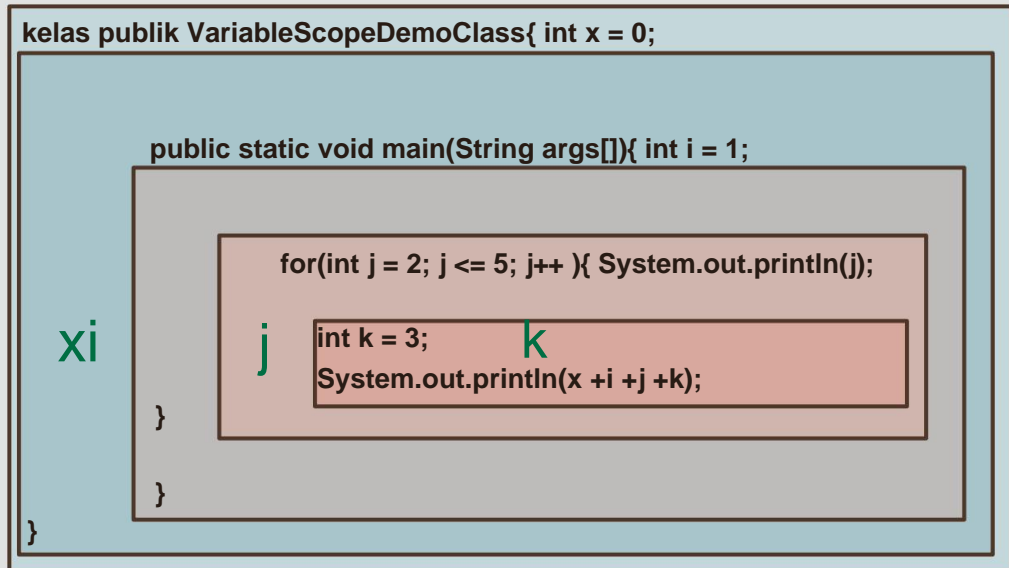 kelas publik VariableScopeDemoClass{ int x = 0;
public static void main(String args[]){ int i = 1;
for(int j = 2; j <= 5; j++ ){ System.out.println(j);
xi
j
int k = 3;
k
System.out.println(x +i +j +k);
}
}
}